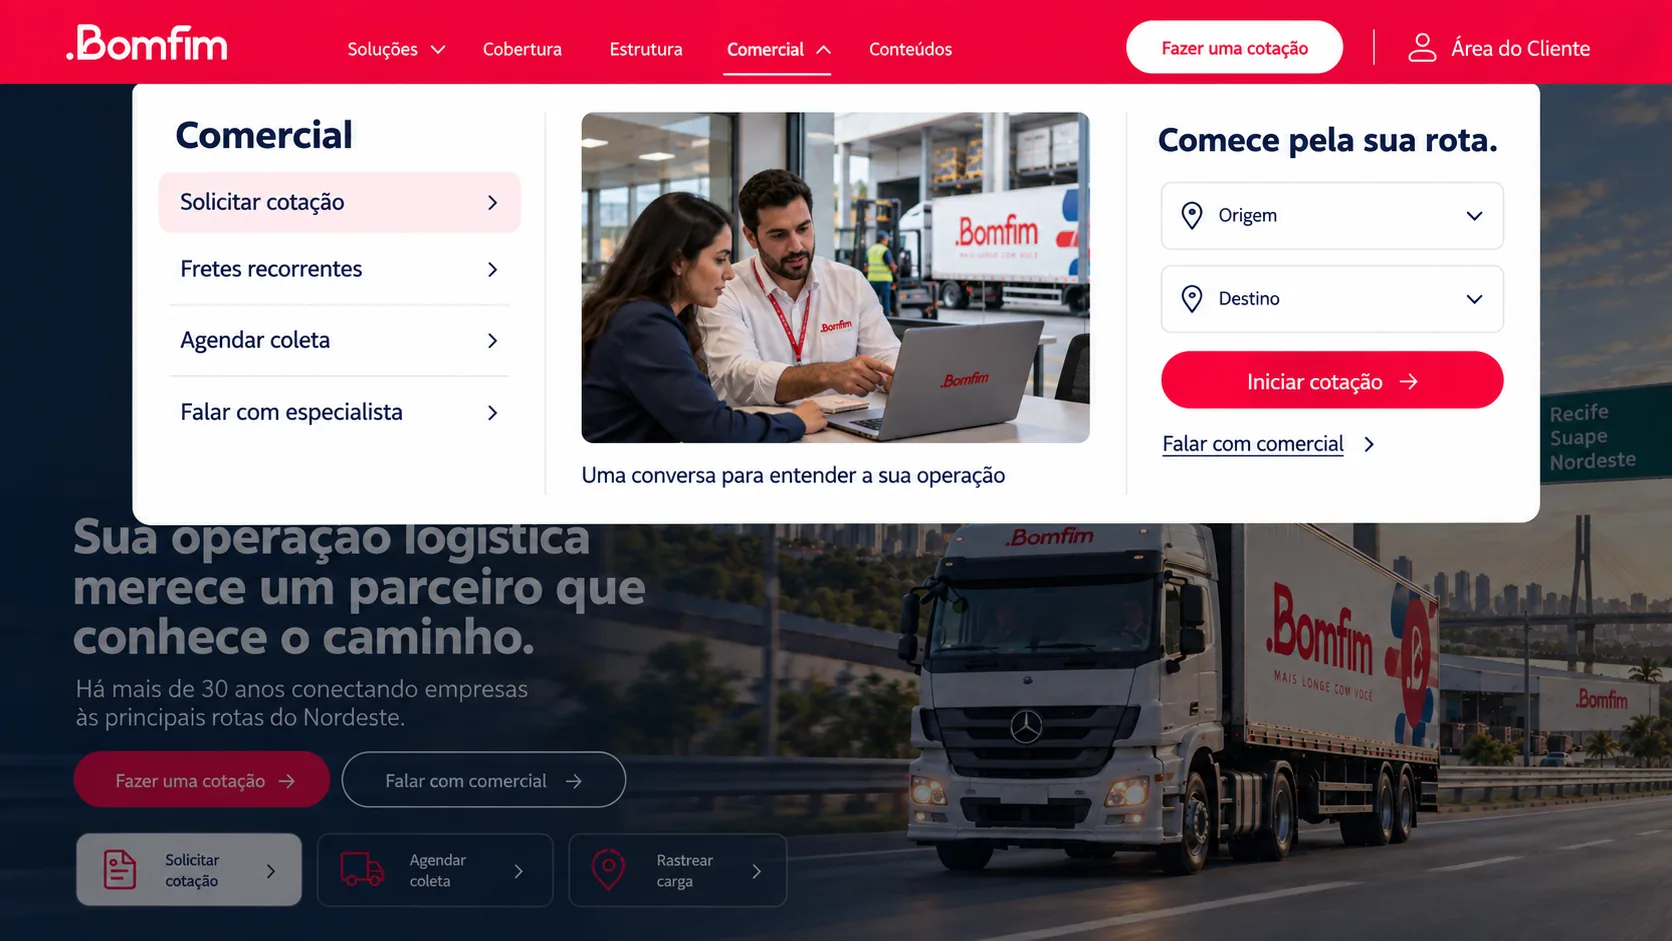 .Bomfim
Soluções
Cobertura
Estrutura
Comercial
Conteúdos
Fazer uma cotação
Área do Cliente
Comercial
Solicitar cotação
Fretes recorrentes
Agendar coleta
Falar com especialista
.Bomfim
MAIS LONGE COM VOCÊ
.Bomfim
.Bomfim
Uma conversa para entender a sua operação
Comece pela sua rota.
Origem
Destino
Iniciar cotação
Falar com comercial
Recife
Suape
Nordeste
Sua operação logística
merece um parceiro que
conhece o caminho.
Há mais de 30 anos conectando empresas
às principais rotas do Nordeste.
Fazer uma cotação
Falar com comercial
Solicitar
cotação
Agendar
coleta
Rastrear
carga
.Bomfim
.Bomfim
MAIS LONGE COM VOCÊ
.Bomfim